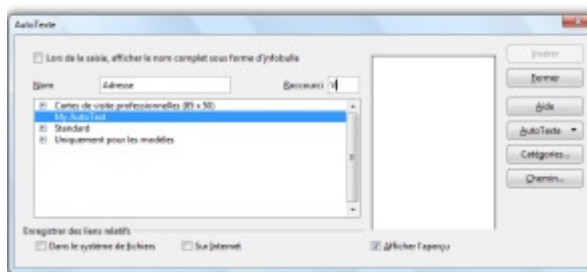 AutoTexte
Lors de la saisie, afficher le nom complet sous forme d'infobulle
Insérer
Nom Adresse Raccourci V
Fermer
Cartes de visite professionnelles (85 x 50)
My AutoText
Standard
Uniquement pour les modèles
Aide
AutoTexte
Catégories...
Chemin...
Enregistrer des liens relatifs
Dans le système de fichiers Sur Internet Afficher l'aperçu